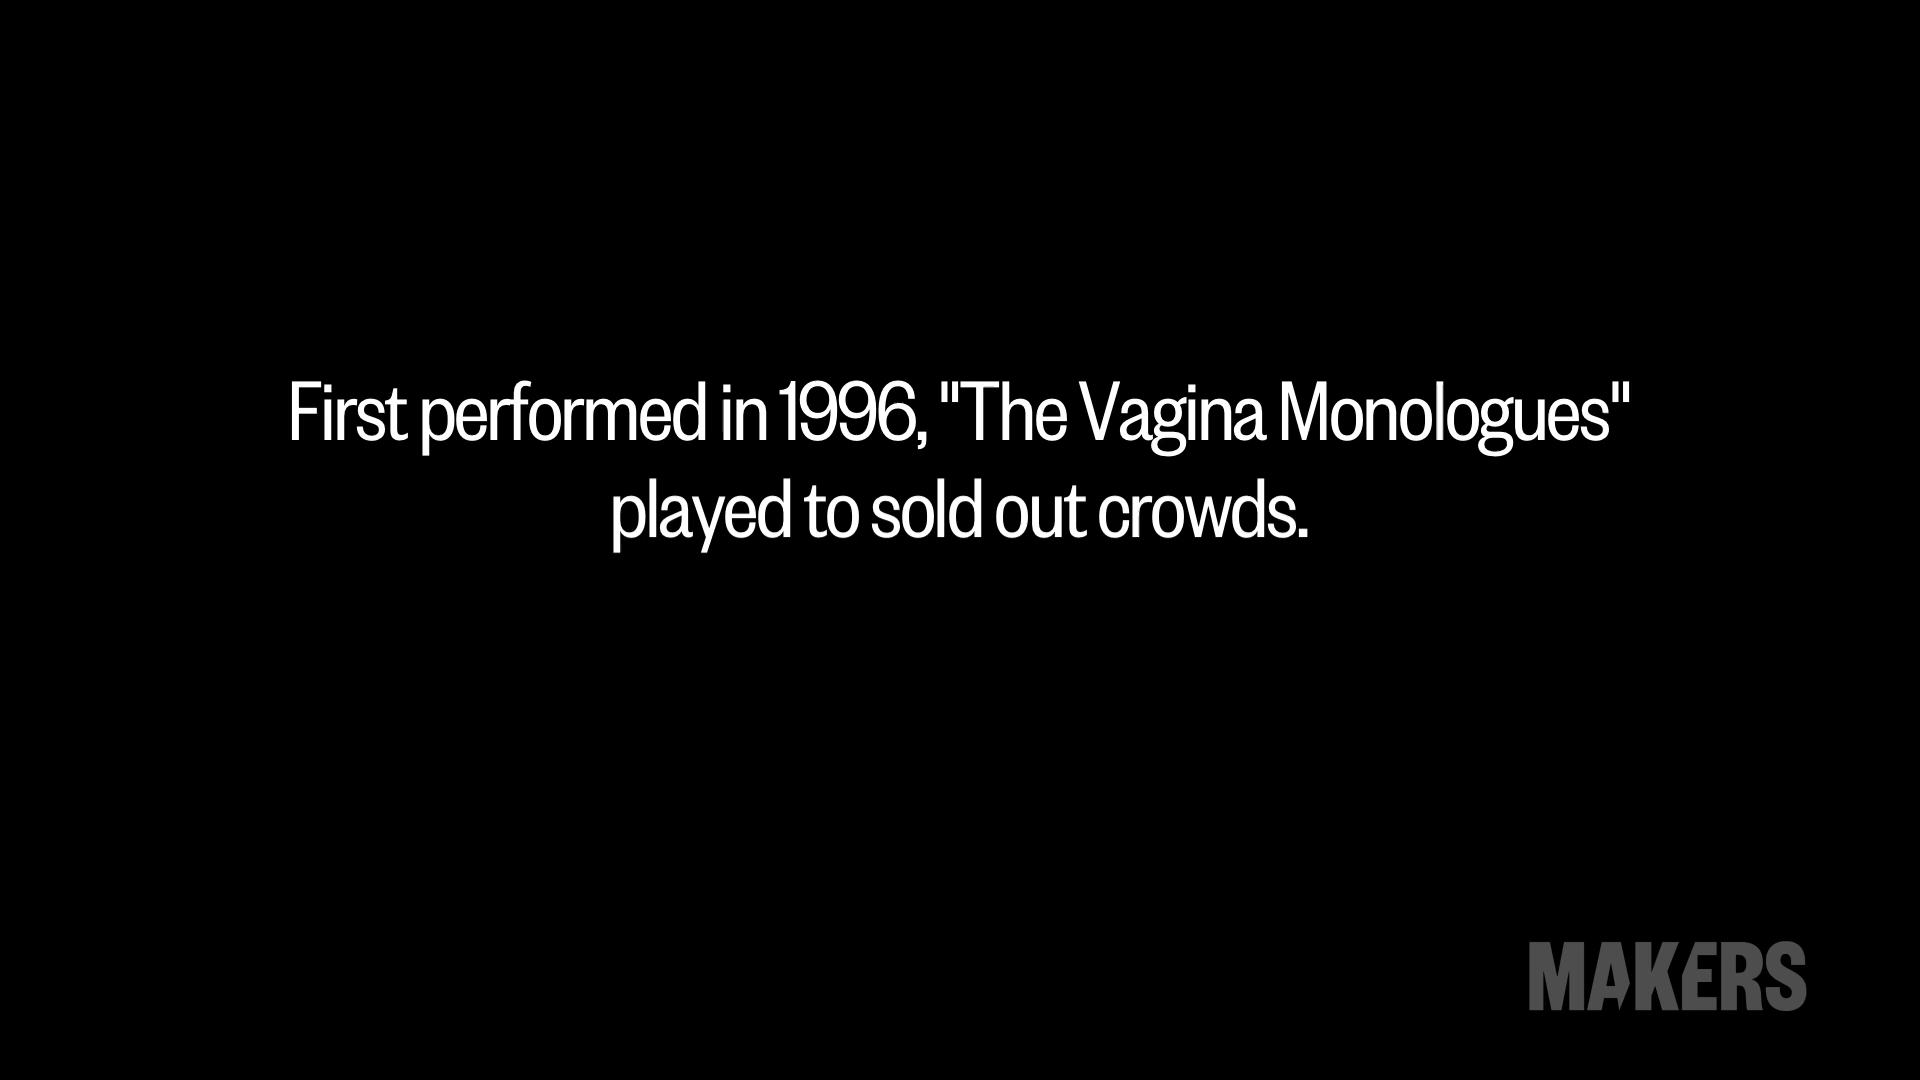 First performed in 1996, "The Vagina Monologues"
played to sold out crowds.
MAKERS